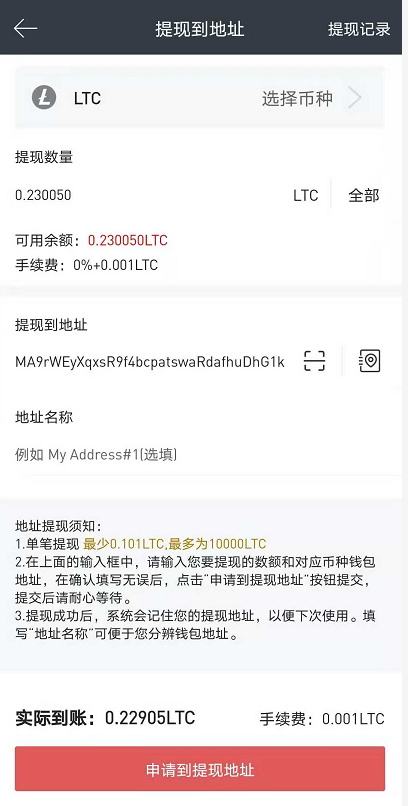 提现到地址 提现记录
LTC 选择币种
提现数量
0.230050 LTC 全部
可用余额：0.230050LTC
手续费：0%+0.001LTC
提现到地址
MA9rWEyXqxsR9f4bcpatswaRdafhuDhG1k
地址名称
例如 My Address#1(选填)
地址提现须知：
1.单笔提现 最少0.101LTC,最多为10000LTC
2.在上面的输入框中，请输入您要提现的数额和对应币种钱包
地址，在确认填写无误后，点击“申请到提现地址”按钮提交，
提交后请耐心等待。
3.提现成功后，系统会记住您的提现地址，以便下次使用。填
写“地址名称”可便于您分辨钱包地址。
实际到账：0.22905LTC 手续费：0.001LTC
申请到提现地址